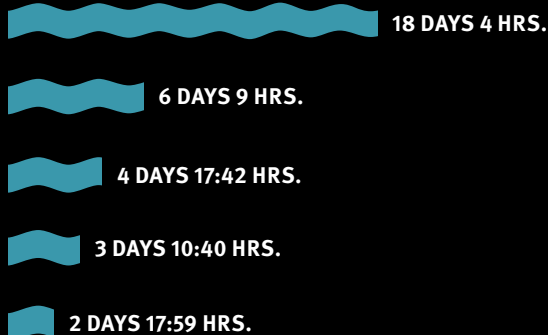 18 DAYS 4 HRS.
6 DAYS 9 HRS.
4 DAYS 17:42 HRS.
3 DAYS 10:40 HRS.
2 DAYS 17:59 HRS.